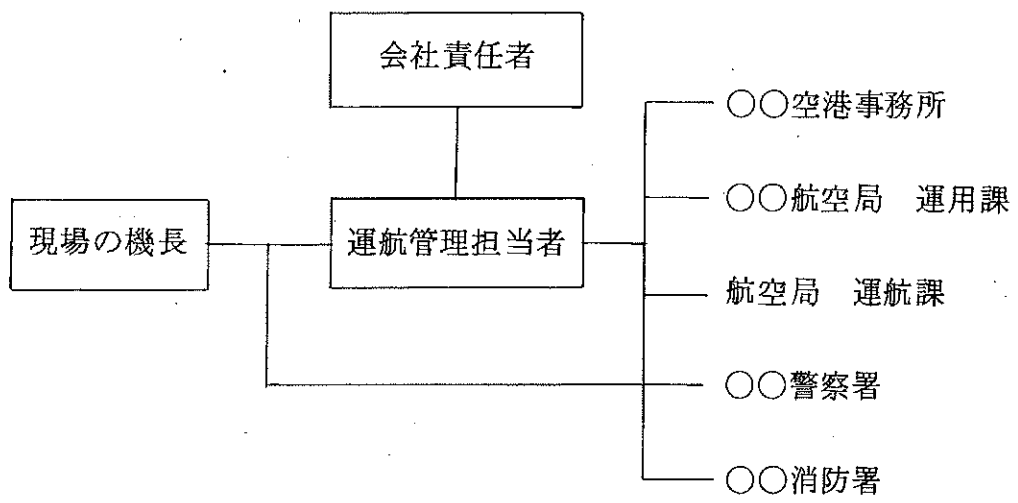 会社責任者
○○空港事務所
○○航空局　運用課
現場の機長
運航管理担当者
航空局　運航課
○○警察署
○○消防署